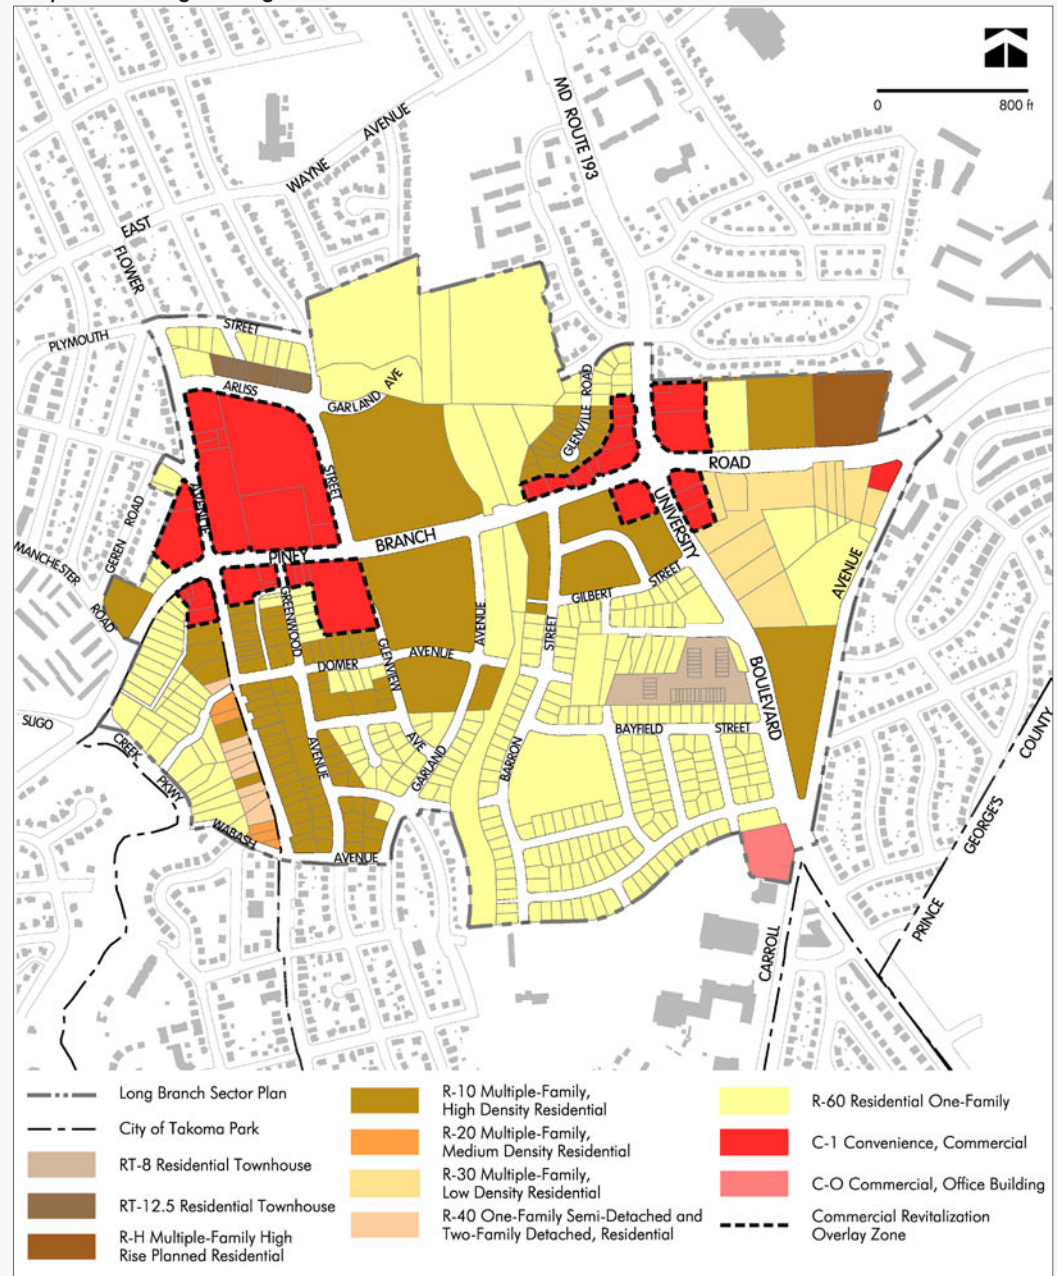 MD ROUTE 193
0 800 ft
WAYNE AVENUE
EAST
FLOWER
PLYMOUTH
STREET
ARLISS
GARLAND AVE
GLENVILLE ROAD
ROAD
STREET
AVENUE
GEREN ROAD
MANCHESTER
ROAD
PINEY
BRANCH
UNIVERSITY
AVENUE
GREENWOOD
GILBERT
STREET
STREET
AVENUE
DOMER
AVENUE
GLENVIEW
SLIGO
CREEK
PKWY
AVENUE
AVE
GARLAND
BARRON
BAYFIELD
STREET
BOULEVARD
COUNTY
GEORGE'S
PRINCE
WABASH
AVENUE
CARROLL
Long Branch Sector Plan
City of Takoma Park
RT-8 Residential Townhouse
RT-12.5 Residential Townhouse
R-H Multiple-Family High
Rise Planned Residential
R-10 Multiple-Family,
High Density Residential
R-20 Multiple-Family,
Medium Density Residential
R-30 Multiple-Family,
Low Density Residential
R-40 One-Family Semi-Detached and
Two-Family Detached, Residential
R-60 Residential One-Family
C-1 Convenience, Commercial
C-O Commercial, Office Building
Commercial Revitalization
Overlay Zone